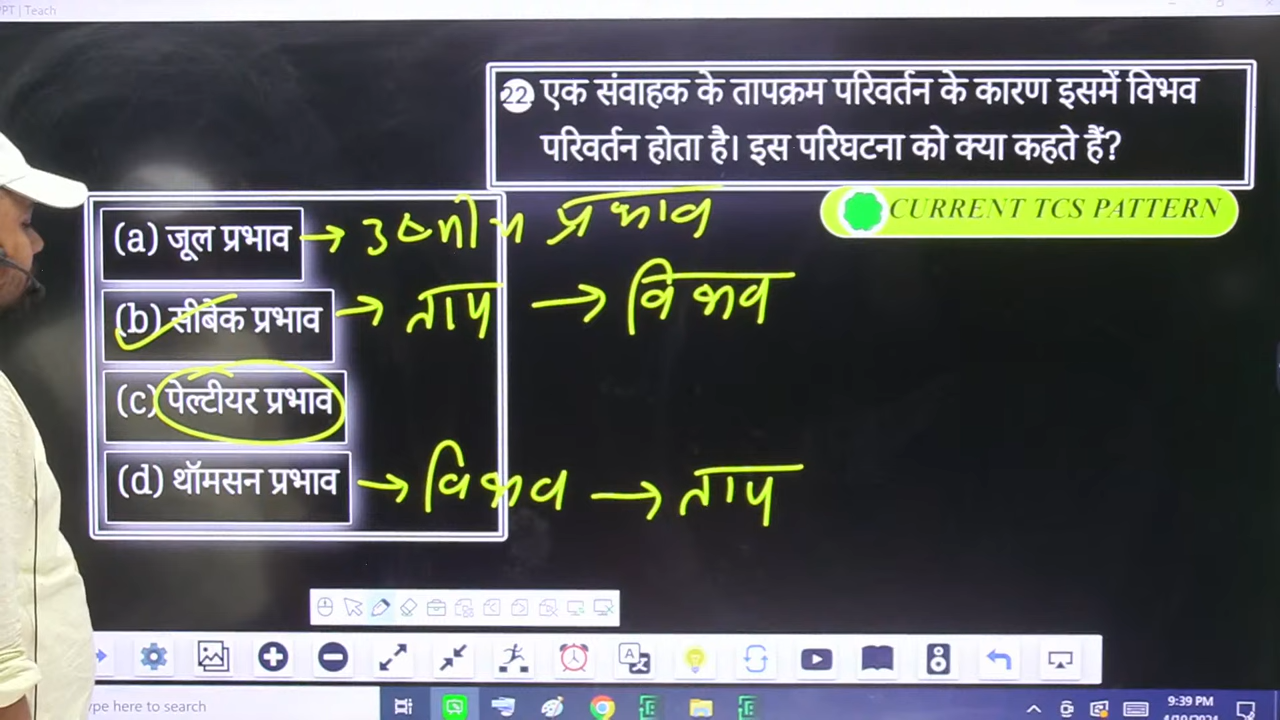 PPT | Teach
22. एक संवाहक के तापक्रम परिवर्तन के कारण इसमें विभव
परिवर्तन होता है। इस परिघटना को क्या कहते हैं?
CURRENT TCS PATTERN
(a) जूल प्रभाव → उष्मीय प्रभाव
(b) सीबेक प्रभाव → ताप → विभव
(c) पेल्टीयर प्रभाव
(d) थॉमसन प्रभाव → विभव → ताप
ype here to search
9:39 PM